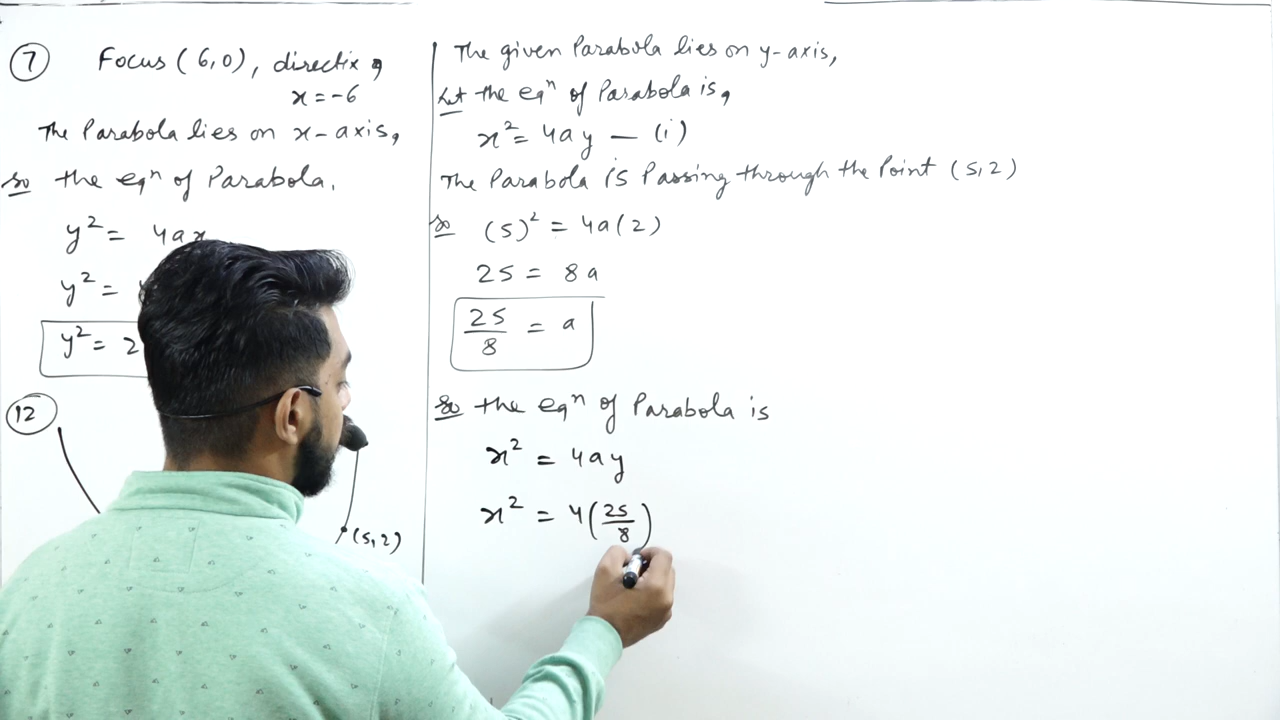 7 Focus (6,0), directix,
x = -6
The Parabola lies on x-axis,
so the eqⁿ of Parabola.
y² = 4ax
y² =
y² = 2
12
(5,2)
The given Parabola lies on y-axis,
Let the eqⁿ of Parabola is,
x² = 4ay — (i)
The Parabola is Passing through the Point (5,2)
So (5)² = 4a(2)
25 = 8a
25/8 = a
So the eqⁿ of Parabola is
x² = 4ay
x² = 4(25/8)